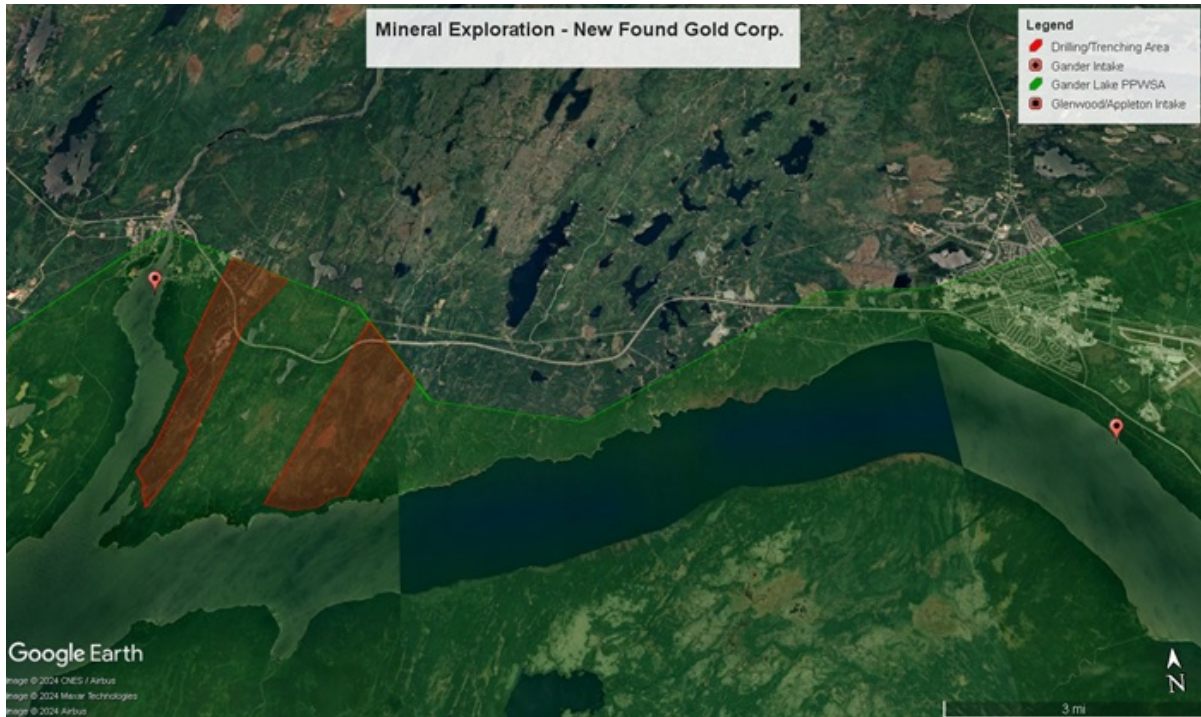 Mineral Exploration - New Found Gold Corp.
Legend
Drilling/Trenching Area
Gander Intake
Gander Lake PPWSA
Glenwood/Appleton Intake
Google Earth
Image © 2024 CNES / Airbus
Image © 2024 Maxar Technologies
Image © 2024 Airbus
N
3 mi